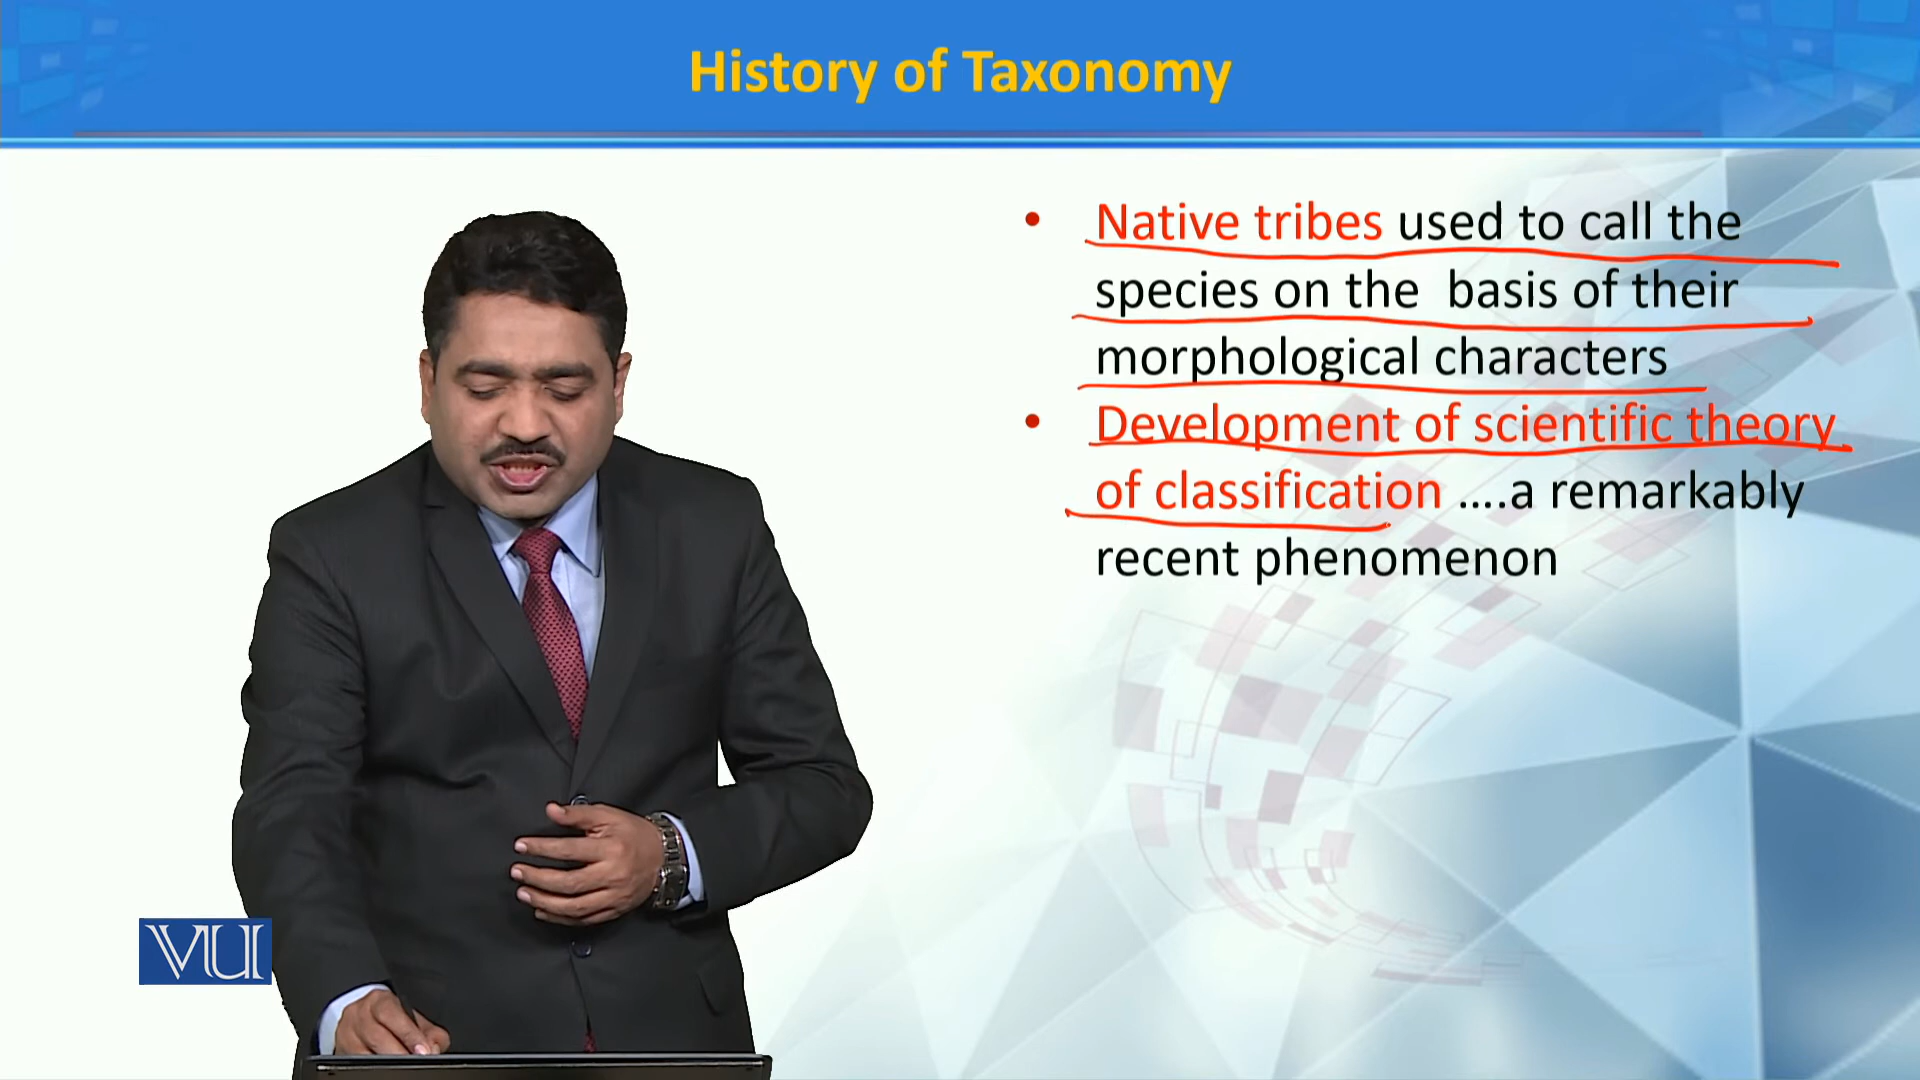 History of Taxonomy
• Native tribes used to call the
species on the basis of their
morphological characters
• Development of scientific theory
of classification ....a remarkably
recent phenomenon
VU